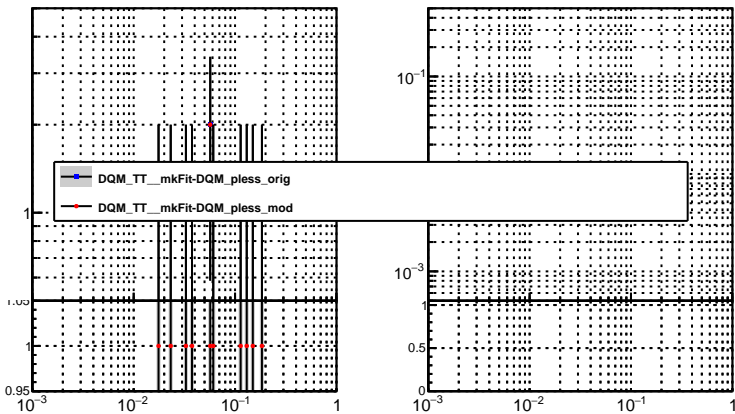 10⁻¹
1
10⁻³
DQM_TT__mkFit-DQM_pless_orig
DQM_TT__mkFit-DQM_pless_mod
1.05
1
0.95
1
0.5
0
10⁻³ 10⁻² 10⁻¹ 1
10⁻³ 10⁻² 10⁻¹ 1